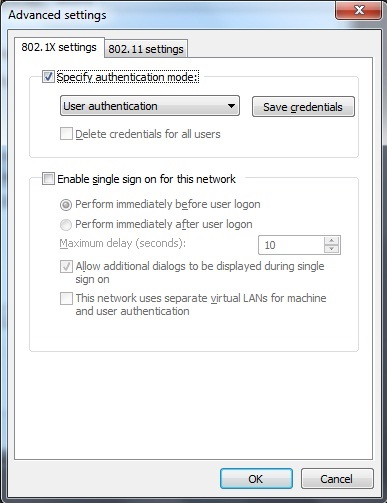 Advanced settings
802.1X settings
802.11 settings
Specify authentication mode:
User authentication
Save credentials
Delete credentials for all users
Enable single sign on for this network
Perform immediately before user logon
Perform immediately after user logon
Maximum delay (seconds):
10
Allow additional dialogs to be displayed during single
sign on
This network uses separate virtual LANs for machine
and user authentication
OK
Cancel